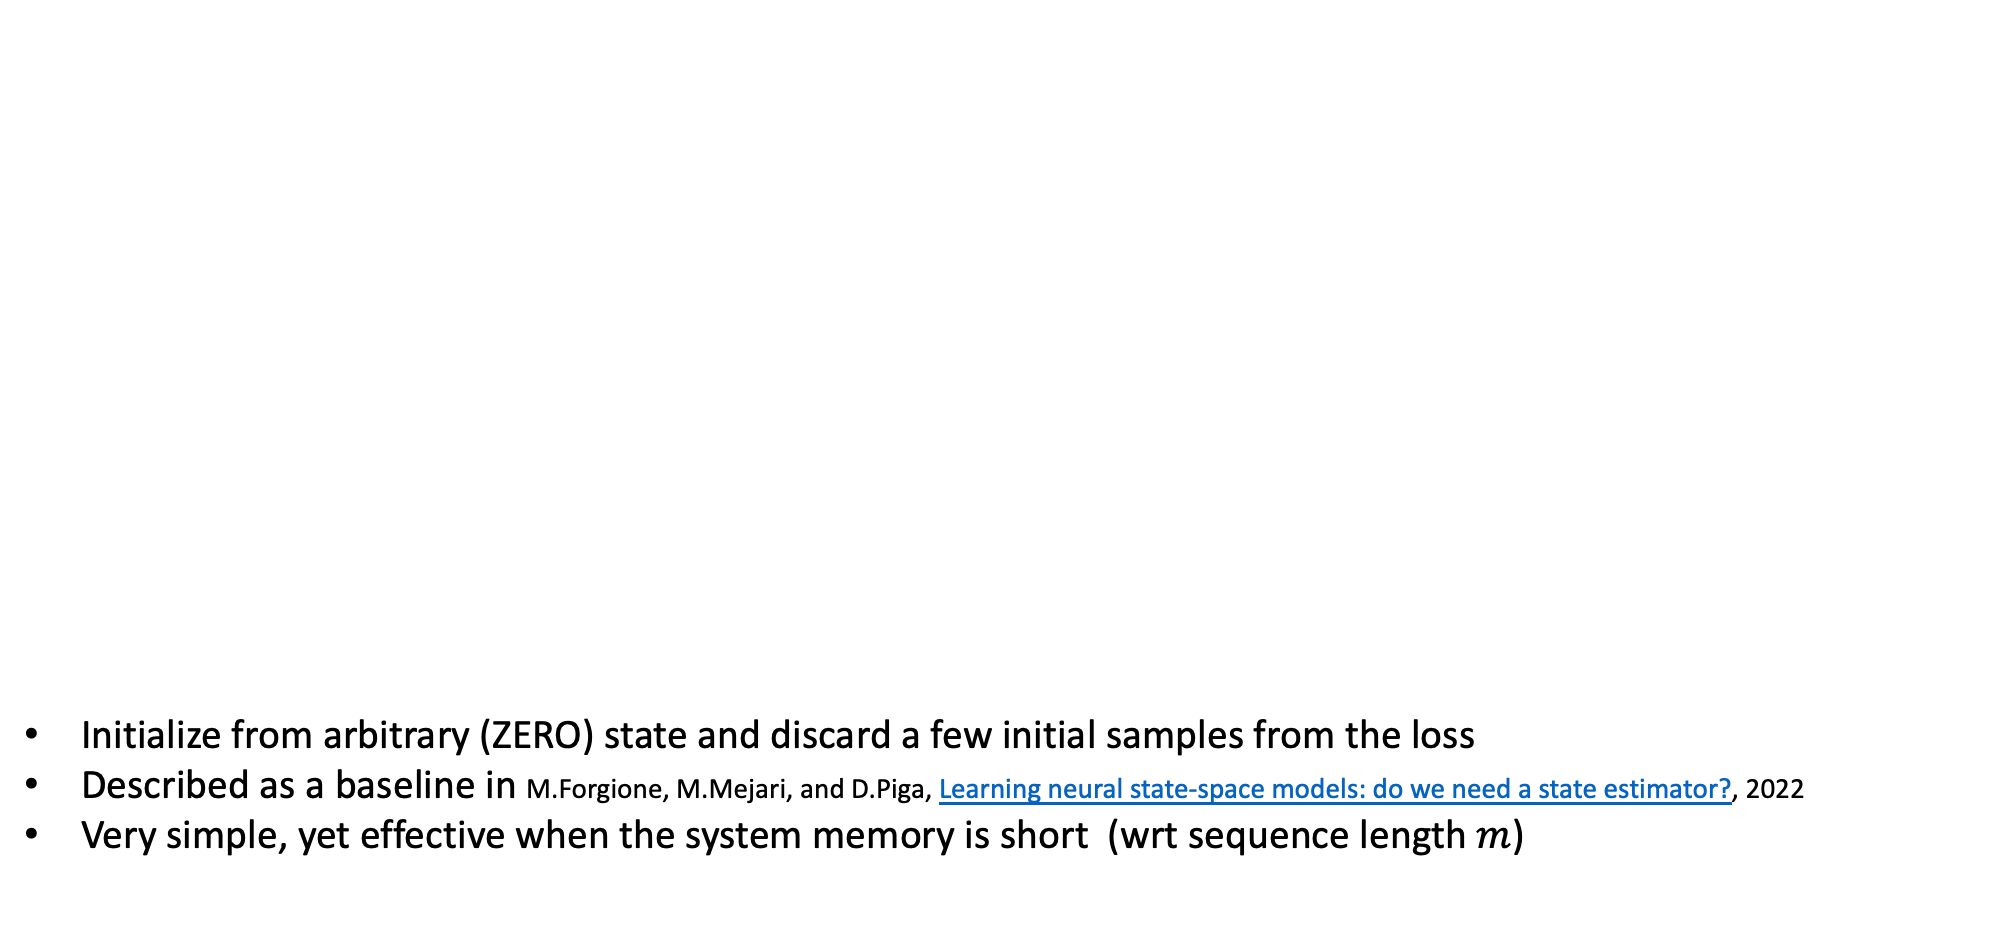 • Initialize from arbitrary (ZERO) state and discard a few initial samples from the loss
• Described as a baseline in M.Forgione, M.Mejari, and D.Piga, Learning neural state-space models: do we need a state estimator?, 2022
• Very simple, yet effective when the system memory is short (wrt sequence length m)